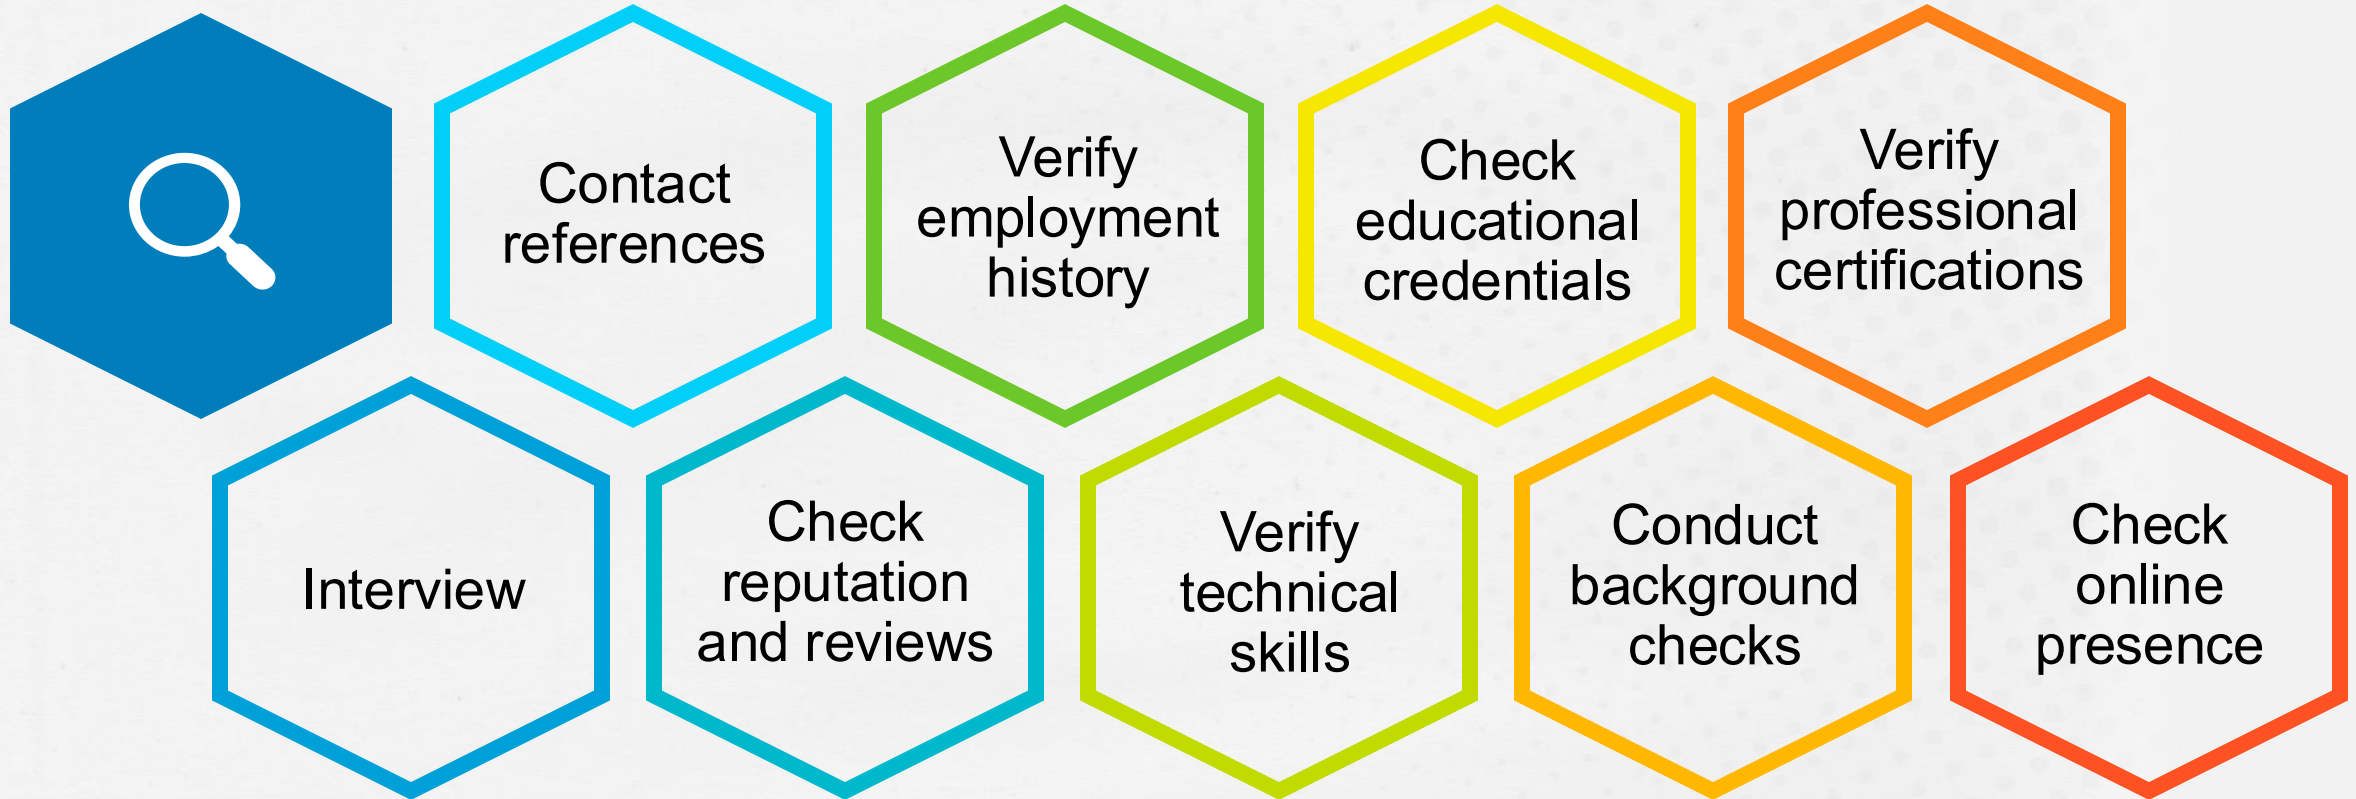 Contact
references
Verify
employment
history
Check
educational
credentials
Verify
professional
certifications
Interview
Check
reputation
and reviews
Verify
technical
skills
Conduct
background
checks
Check
online
presence